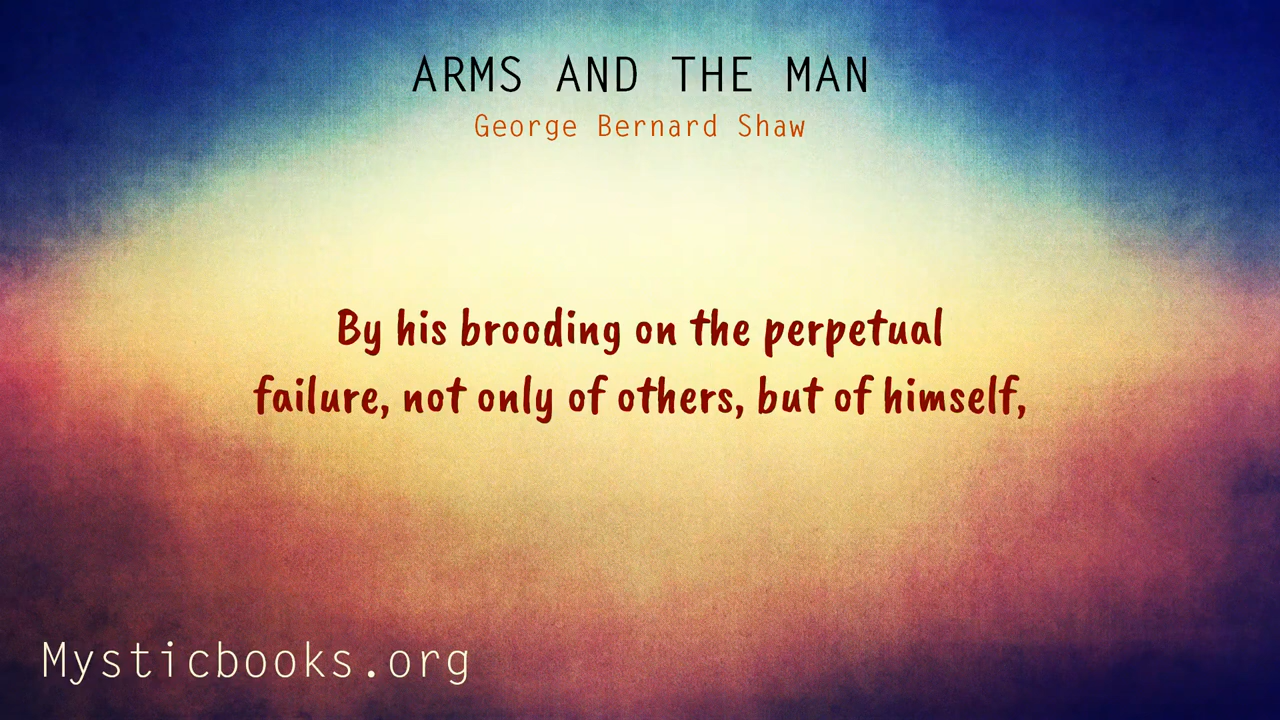 ARMS AND THE MAN
George Bernard Shaw
By his brooding on the perpetual
failure, not only of others, but of himself,
Mysticbooks.org